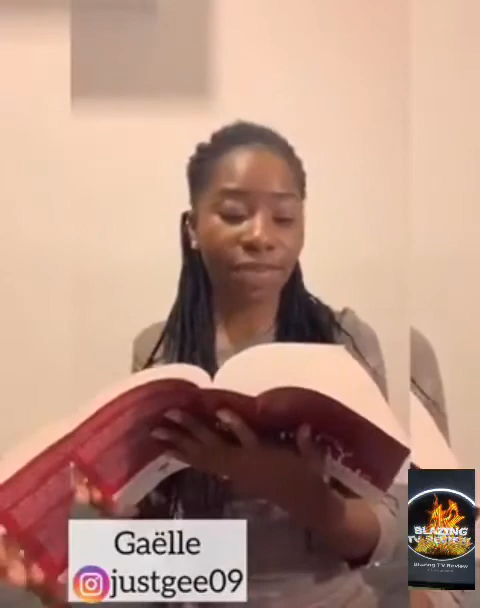 Gaëlle
justgee09
BLAZING
TV REVIEW
Blazing TV Review